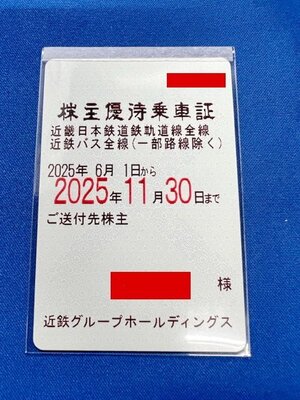 株主優待乗車証
近畿日本鉄道鉄軌道線全線
近鉄バス全線(一部路線除く)
2025年 6月 1日から
2025年11月30日まで
ご送付先株主
様
近鉄グループホールディングス